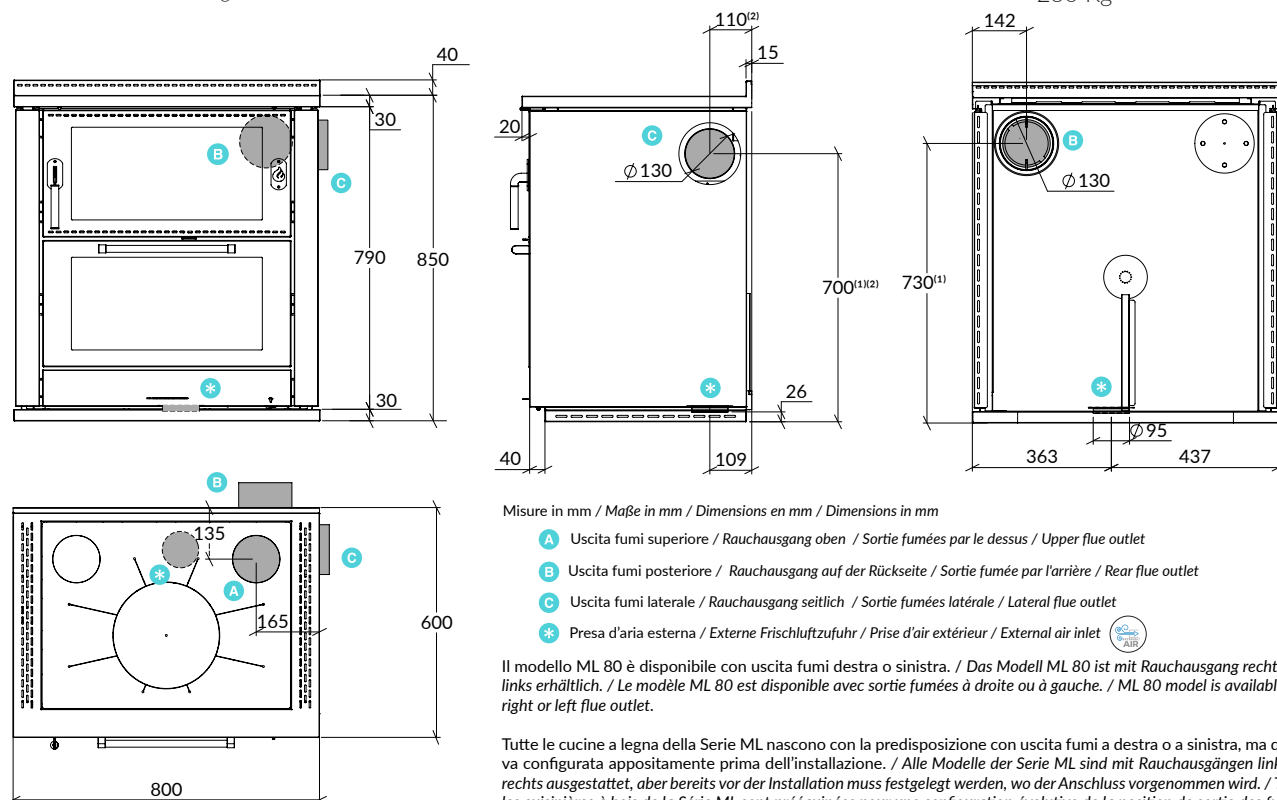 110(2)
142
40
15
30
20
C
B
B
C
Ø130
Ø130
790
850
700(1)(2)
730(1)
30
26
Ø95
40
109
363
437
B
135
C
A
165
600
800
Misure in mm / Maße in mm / Dimensions en mm / Dimensions in mm
A Uscita fumi superiore / Rauchausgang oben / Sortie fumées par le dessus / Upper flue outlet
B Uscita fumi posteriore / Rauchausgang auf der Rückseite / Sortie fumée par l'arrière / Rear flue outlet
C Uscita fumi laterale / Rauchausgang seitlich / Sortie fumées latérale / Lateral flue outlet
* Presa d'aria esterna / Externe Frischluftzufuhr / Prise d'air extérieur / External air inlet
AIR
Il modello ML 80 è disponibile con uscita fumi destra o sinistra. / Das Modell ML 80 ist mit Rauchausgang recht
links erhältlich. / Le modèle ML 80 est disponible avec sortie fumées à droite ou à gauche. / ML 80 model is availabl
right or left flue outlet.
Tutte le cucine a legna della Serie ML nascono con la predisposizione con uscita fumi a destra o a sinistra, ma
va configurata appositamente prima dell'installazione. / Alle Modelle der Serie ML sind mit Rauchausgängen link
rechts ausgestattet, aber bereits vor der Installation muss festgelegt werden, wo der Anschluss vorgenommen wird. /